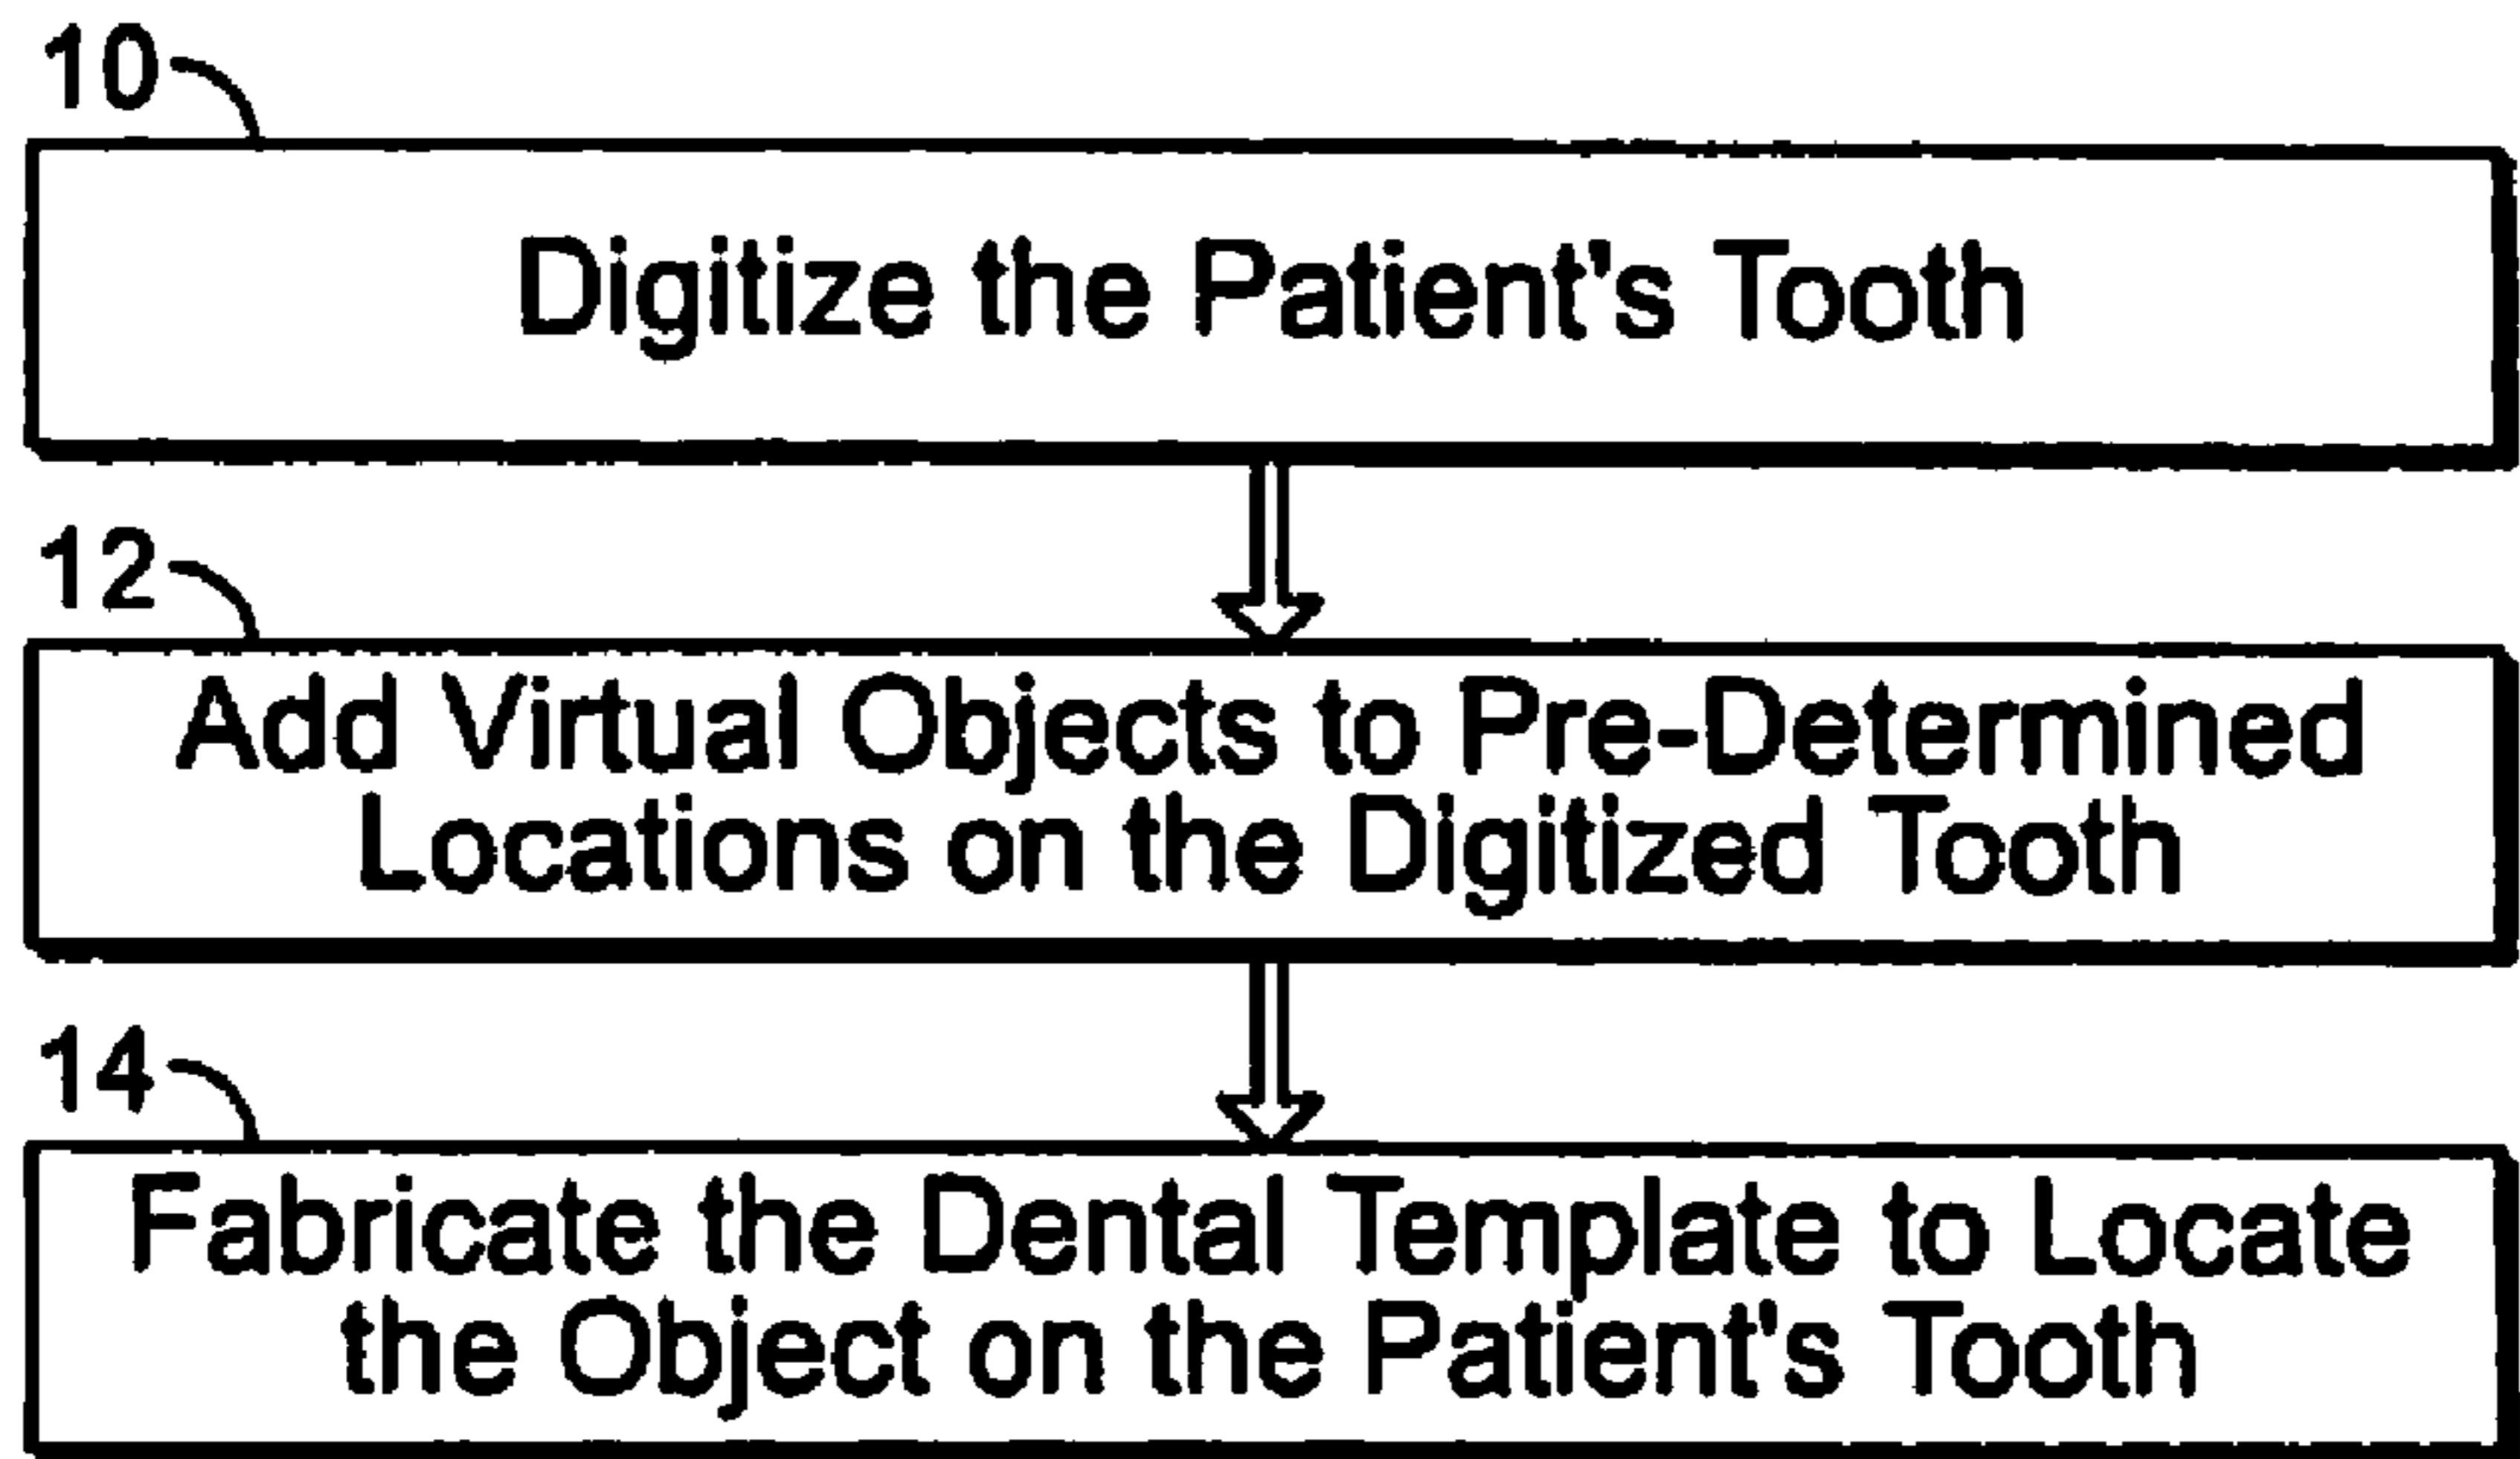 10
Digitize the Patient's Tooth
12
Add Virtual Objects to Pre-Determined
Locations on the Digitized Tooth
14
Fabricate the Dental Template to Locate
the Object on the Patient's Tooth